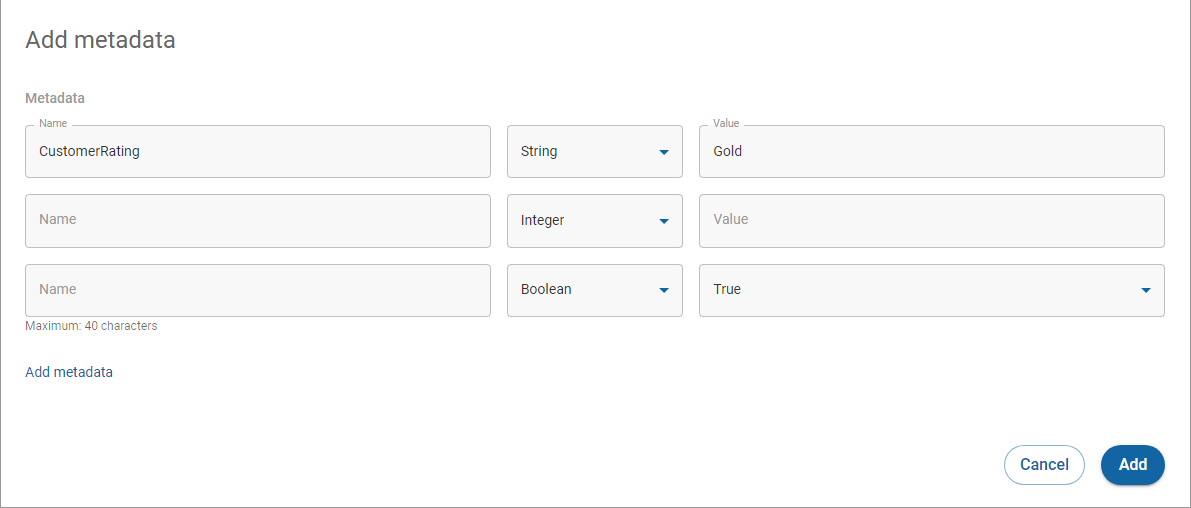 Add metadata
Metadata
Name
Value
CustomerRating
String
Gold
Name
Integer
Value
Name
Boolean
True
Maximum: 40 characters
Add metadata
Cancel
Add